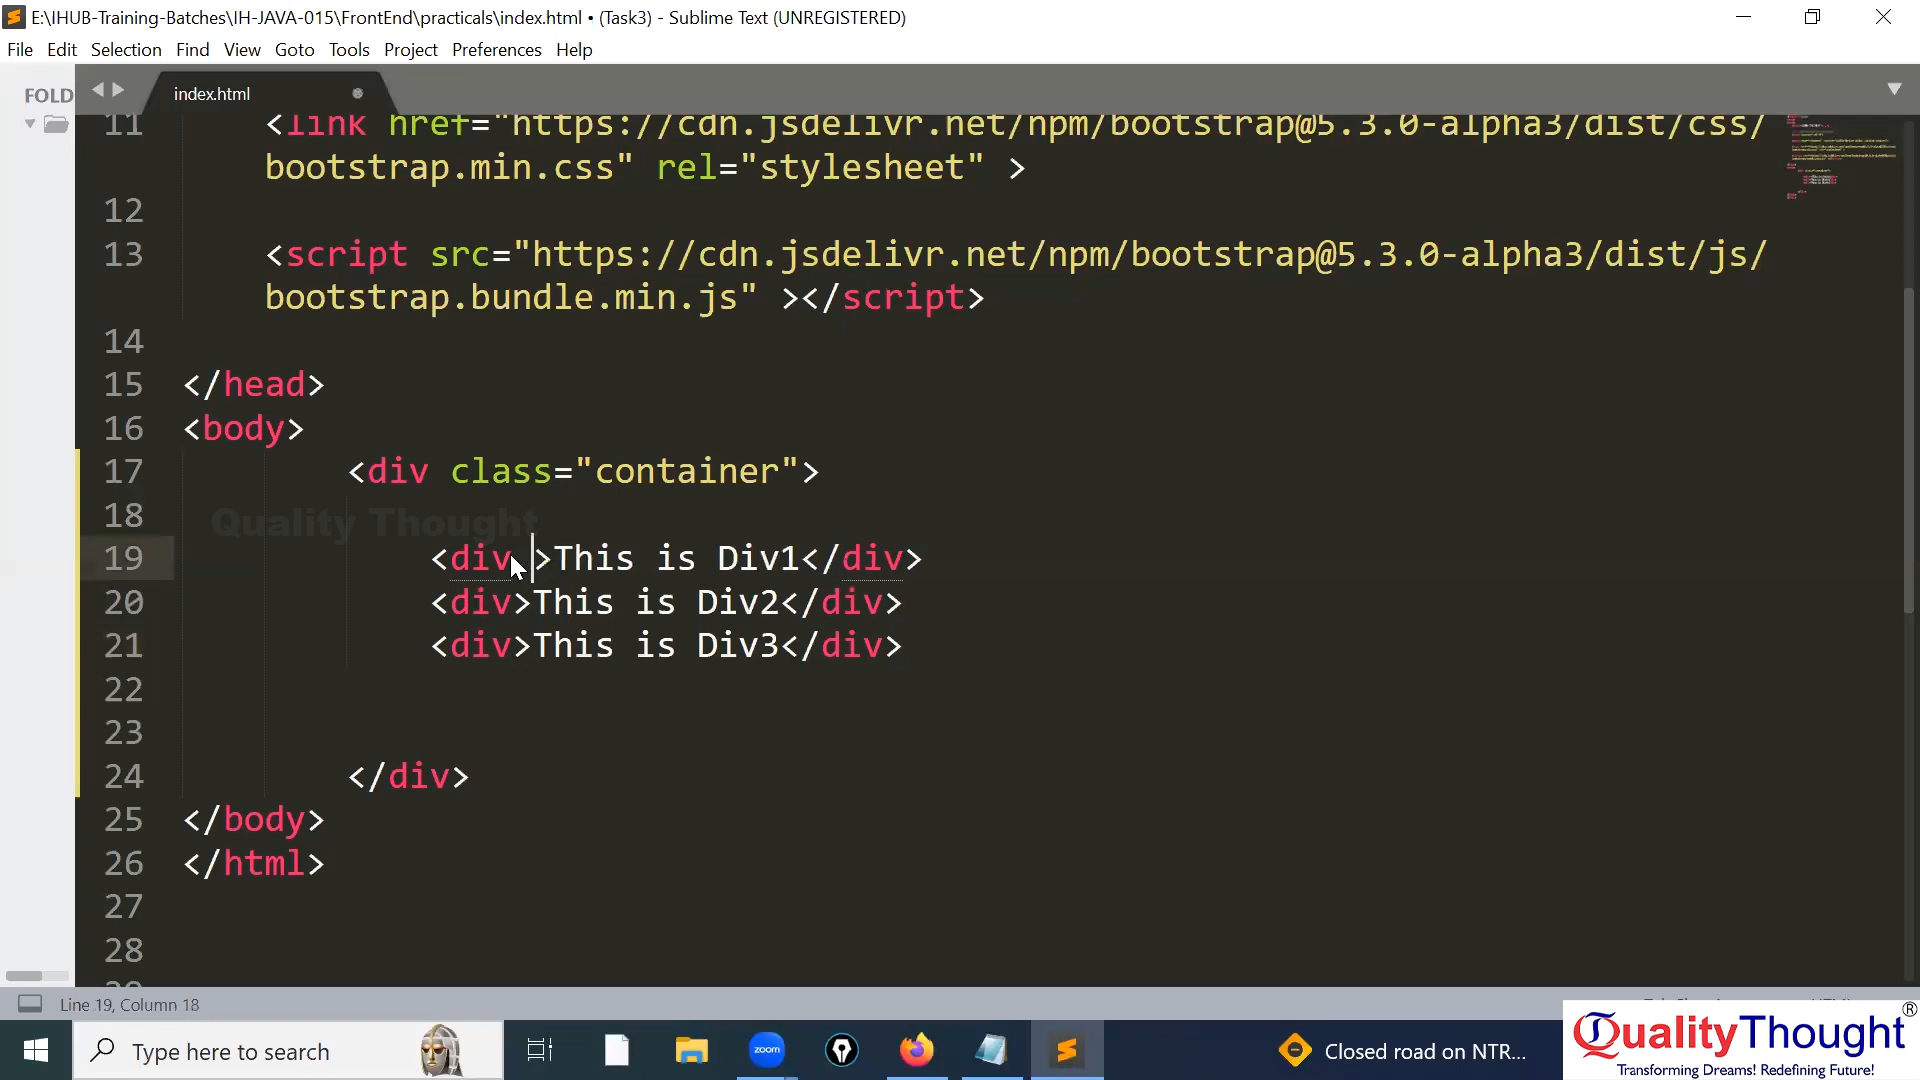 E:\IHUB-Training-Batches\IH-JAVA-015\FrontEnd\practicals\index.html • (Task3) - Sublime Text (UNREGISTERED)
File Edit Selection Find View Goto Tools Project Preferences Help
FOLD
index.html
11 <link href="https://cdn.jsdelivr.net/npm/bootstrap@5.3.0-alpha3/dist/css/
bootstrap.min.css" rel="stylesheet" >
12
13 <script src="https://cdn.jsdelivr.net/npm/bootstrap@5.3.0-alpha3/dist/js/
bootstrap.bundle.min.js" ></script>
14
15 </head>
16 <body>
17 <div class="container">
18
Quality Thought
19 <div >This is Div1</div>
20 <div>This is Div2</div>
21 <div>This is Div3</div>
22
23
24 </div>
25 </body>
26 </html>
27
28
Line 19, Column 18
Type here to search
zoom
Closed road on NTR...
QualityThought®
Transforming Dreams! Redefining Future!